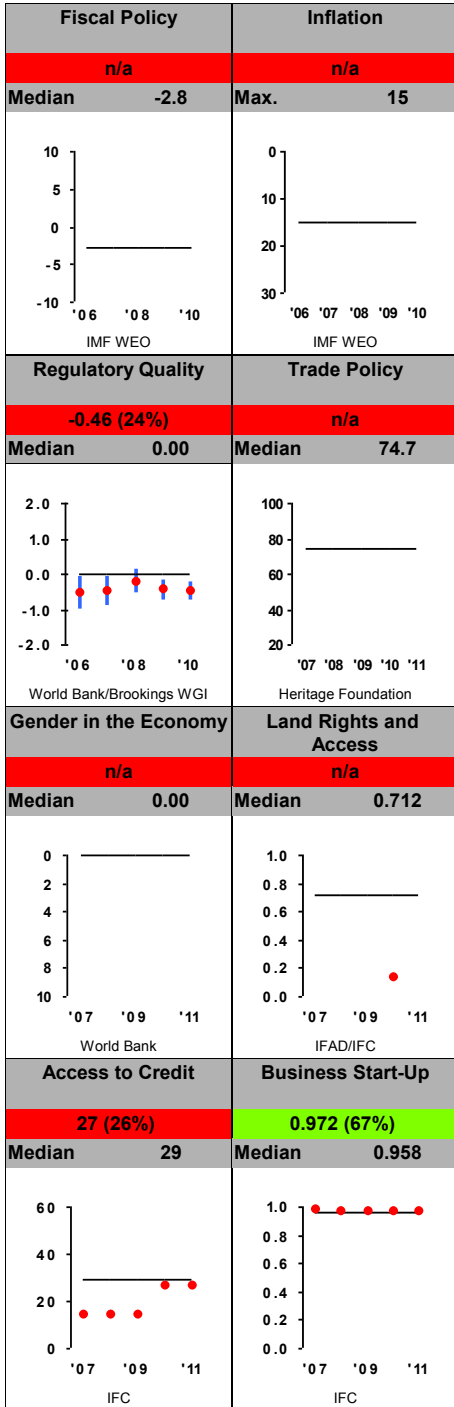 Fiscal Policy
n/a
Median -2.8
10
5
0
-5
-10
'06 '08 '10
IMF WEO
Inflation
n/a
Max. 15
0
10
20
30
'06 '07 '08 '09 '10
IMF WEO
Regulatory Quality
-0.46 (24%)
Median 0.00
2.0
1.0
0.0
-1.0
-2.0
'06 '08 '10
World Bank/Brookings WGI
Trade Policy
n/a
Median 74.7
100
80
60
40
20
'07 '08 '09 '10 '11
Heritage Foundation
Gender in the Economy
n/a
Median 0.00
0
2
4
6
8
10
'07 '09 '11
World Bank
Land Rights and
Access
n/a
Median 0.712
1.0
0.8
0.6
0.4
0.2
0.0
'07 '09 '11
IFAD/IFC
Access to Credit
27 (26%)
Median 29
60
40
20
0
'07 '09 '11
IFC
Business Start-Up
0.972 (67%)
Median 0.958
1.0
0.8
0.6
0.4
0.2
0.0
'07 '09 '11
IFC